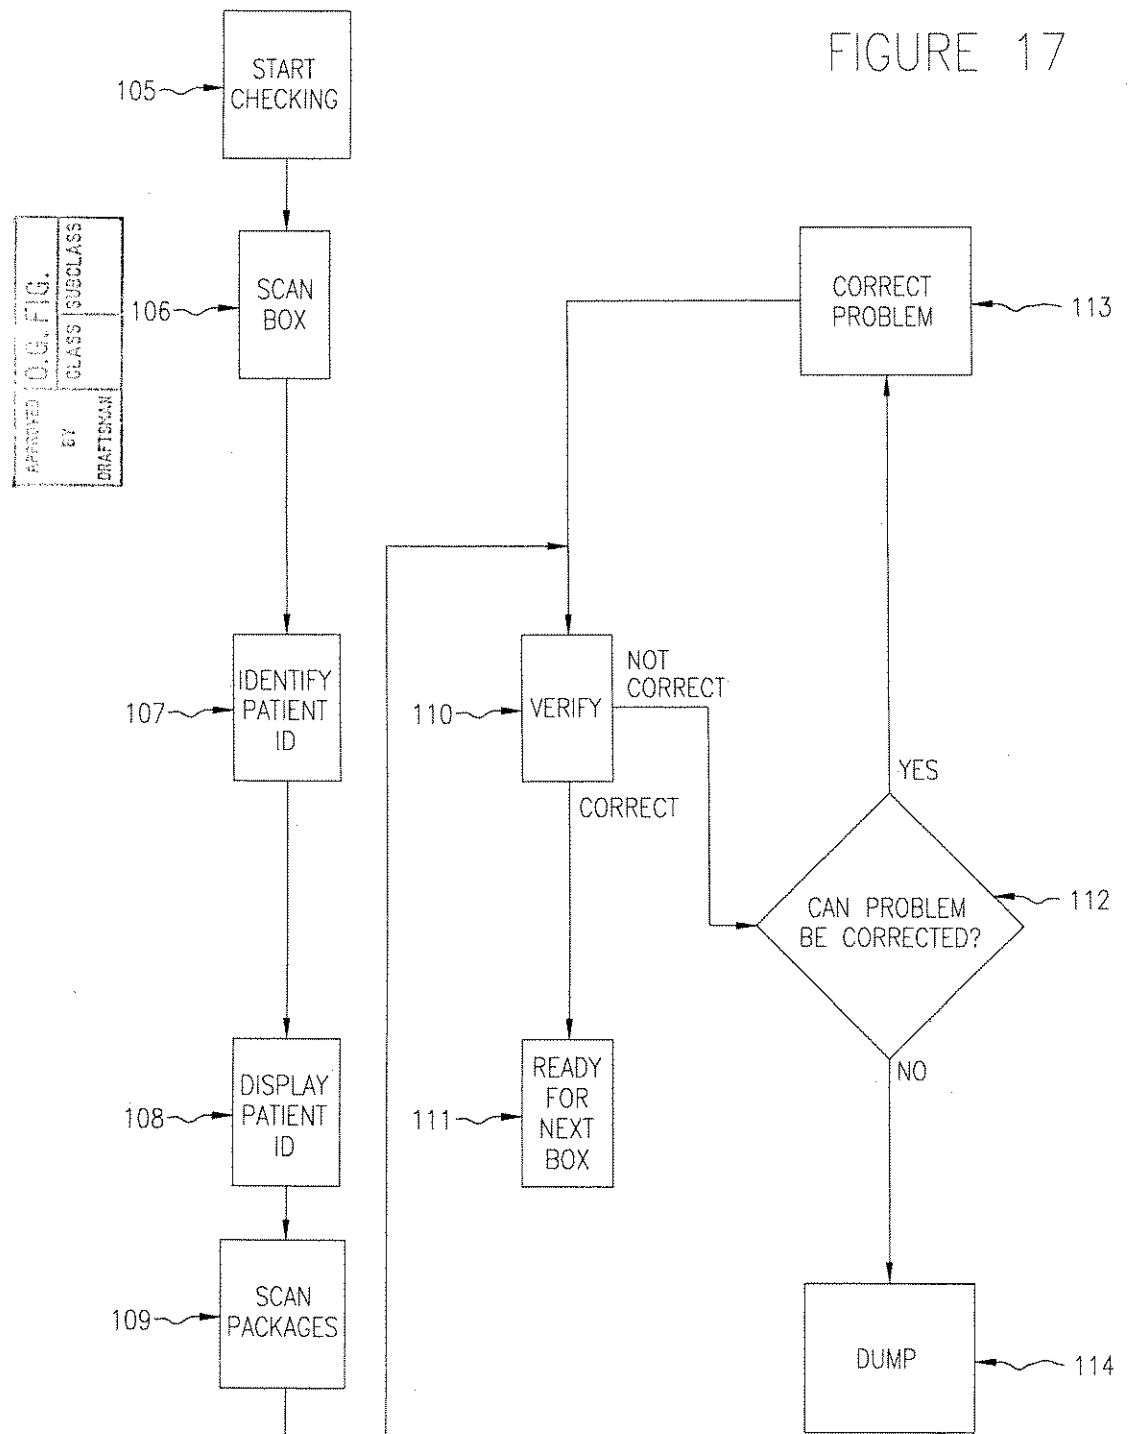 FIGURE 17
START
CHECKING
105
SCAN
BOX
106
APPROVED
BY
DRAFTSMAN
O.G. FIG.
CLASS
SUBCLASS
IDENTIFY
PATIENT
ID
107
DISPLAY
PATIENT
ID
108
SCAN
PACKAGES
109
VERIFY
110
NOT
CORRECT
CORRECT
READY
FOR
NEXT
BOX
111
CORRECT
PROBLEM
113
YES
CAN PROBLEM
BE CORRECTED?
112
NO
DUMP
114